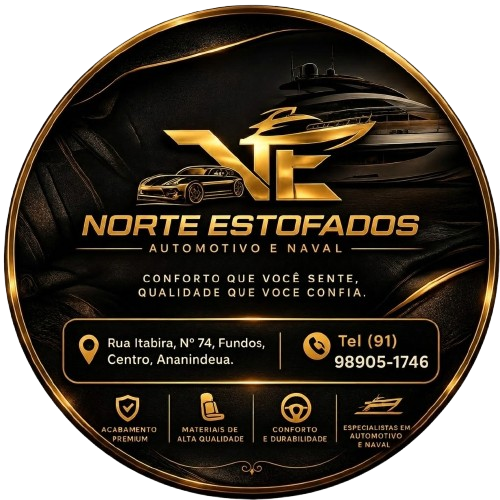 NE
NORTE ESTOFADOS
AUTOMOTIVO E NAVAL
CONFORTO QUE VOCÊ SENTE,
QUALIDADE QUE VOCE CONFIA.
Rua Itabira, Nº 74, Fundos,
Centro, Ananindeua.
Tel (91)
98905-1746
ACABAMENTO
PREMIUM
MATERIAIS DE
ALTA QUALIDADE
CONFORTO
E DURABILIDADE
ESPECIALISTAS EM
AUTOMOTIVO
E NAVAL